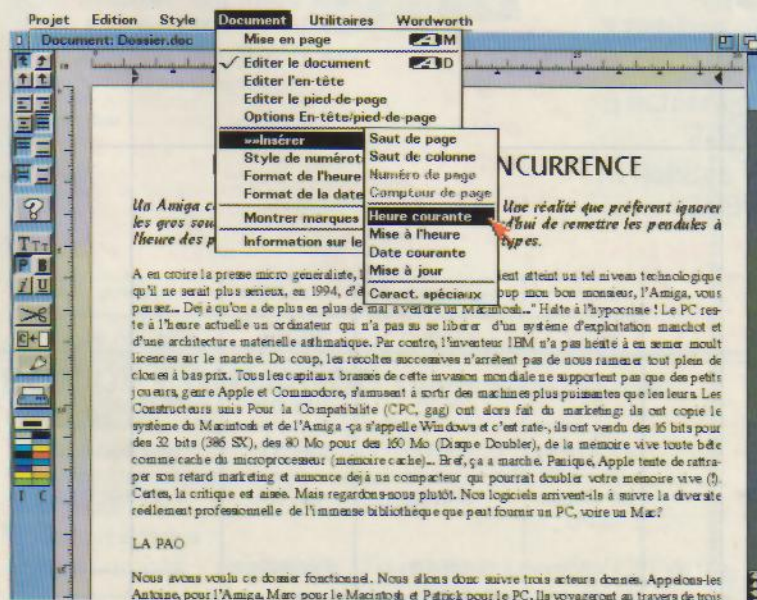 Projet Edition Style Document Utilitaires Wordworth
Document: Dossier.doc
Mise en page A M
✓ Editer le document A D
Editer l'en-tête
Editer le pied-de-page
Options En-tête/pied-de-page
»»Insérer
Style de numérot
Format de l'heure
Format de la date
Montrer marques
Information sur le
Saut de page
Saut de colonne
Numéro de page
Compteur de page
Heure courante
Mise à l'heure
Date courante
Mise à jour
Caract. spéciaux
NCURRENCE
Un Amiga c Une réalité que préferent ignorer
les gros sou d'hui de remettre les pendules à
l'heure des p types.
A en croire la presse micro généraliste, l ient atteint un tel niveau technologique
qu'il ne serait plus sérieux, en 1994, d'é oup mon bon monsieur, l'Amiga, vous
pensez... Dejà qu'on a de plus en plus de mal à vendre un Macintosh..." Halte à l'hypocrisie ! Le PC res-
te à l'heure actuelle un ordinateur qui n'a pas su se libérer d'un système d'exploitation manchot et
d'une architecture matérielle asthmatique. Par contre, l'inventeur IBM n'a pas hésité à en semer moult
licences sur le marche. Du coup, les recoltes successives n'arrêtent pas de nous ramener tout plein de
clones à bas prix. Tous les capitaux brassés de cette invasion mondiale ne supportent pas que des petits
joueurs, genre Apple et Commodore, s'amusent à sortir des machines plus puissantes que les leurs. Les
Constructeurs unis Pour la Compatibilite (CPC, gag) ont alors fait du marketing: ils ont copie le
système du Macintosh et de l'Amiga -ça s'appelle Windows et c'est rate-, ils ont vendu des 16 bits pour
des 32 bits (386 SX), des 80 Mo pour des 160 Mo (Disque Doubler), de la mémoire vive toute bête
comme cache du microprocesseur (mémoire cache)... Bref, ça a marche. Panique, Apple tente de rattra-
per son retard marketing et annonce dejà un compacteur qui pourrait doubler votre mémoire vive (!).
Certes, la critique est aisée. Mais regardons-nous plutôt. Nos logiciels arrivent-ils à suivre la diversite
réellement professionnelle de l'immense bibliothèque que peut fournir un PC, voire un Mac?
LA PAO
Nous avons voulu ce dossier fonctionnel. Nous allons donc suivre trois acteurs donnés. Appelons-les
Antoine, pour l'Amiga, Marc pour le Macintosh et Patrick pour le PC. Ils voyageront au travers de trois